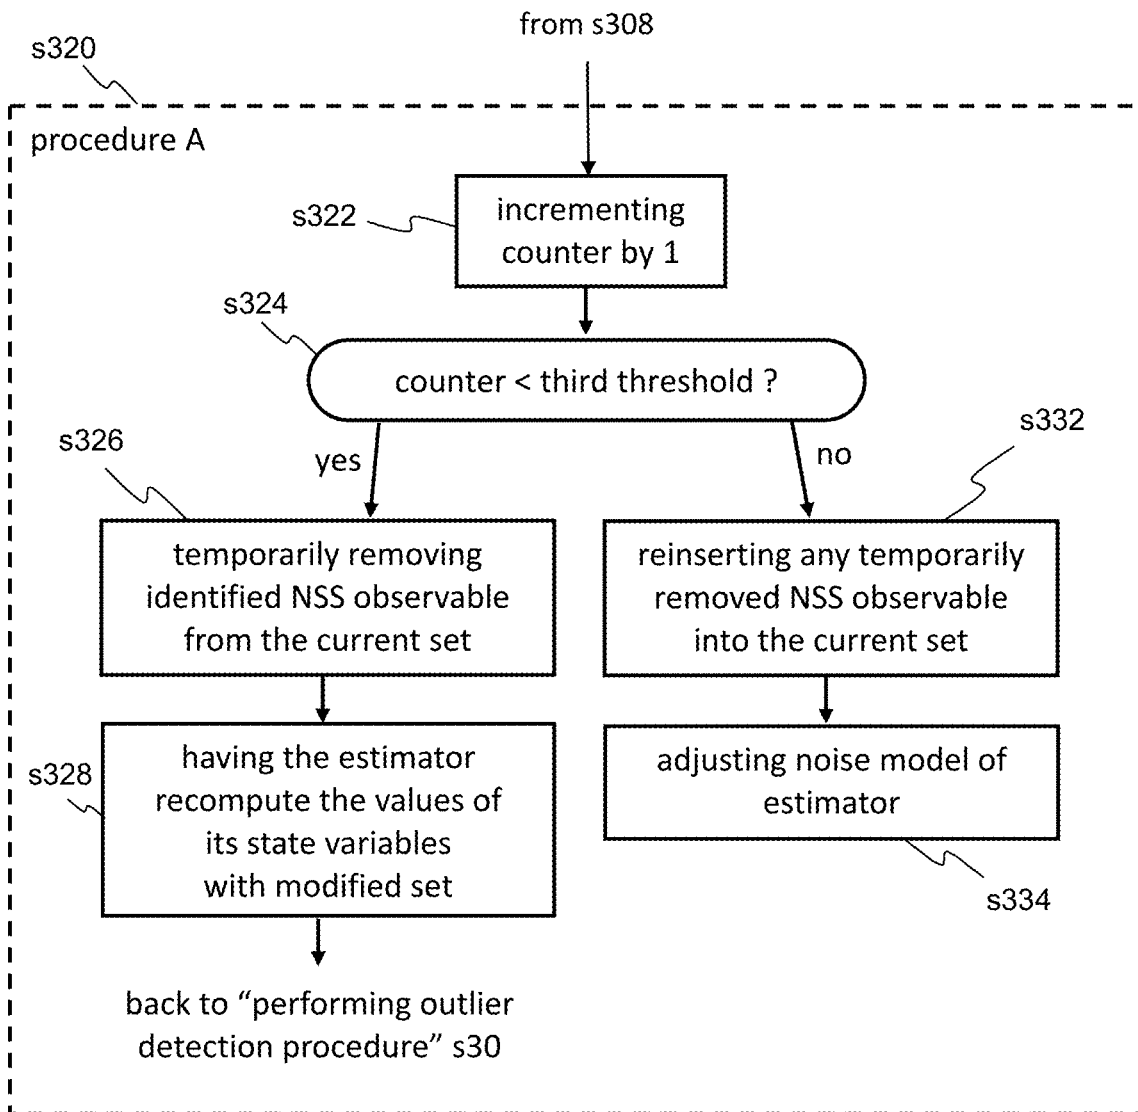 from s308
s320
procedure A
s322
incrementing
counter by 1
s324
counter < third threshold ?
s326
yes
no
s332
temporarily removing
identified NSS observable
from the current set
reinserting any temporarily
removed NSS observable
into the current set
s328
having the estimator
recompute the values of
its state variables
with modified set
adjusting noise model of
estimator
s334
back to “performing outlier
detection procedure” s30